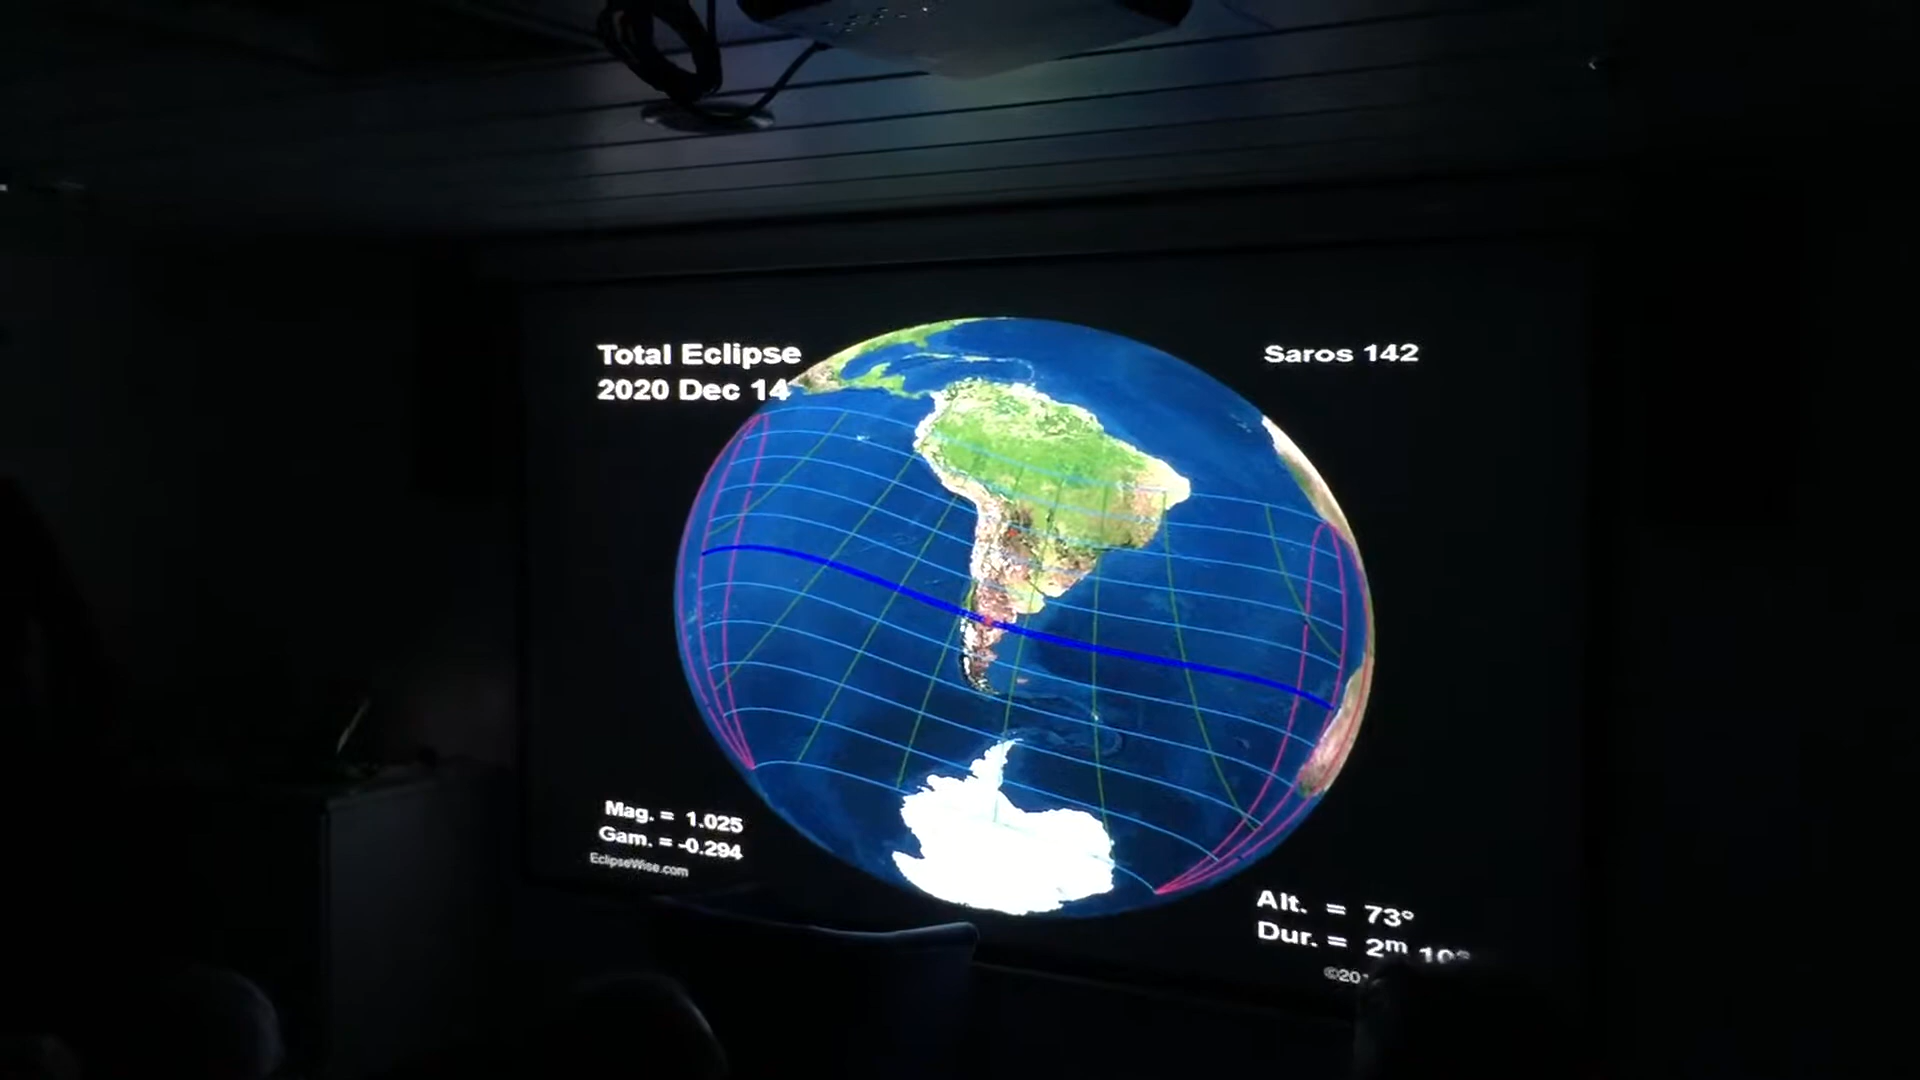 Total Eclipse
2020 Dec 14
Saros 142
Mag. = 1.025
Gam. = -0.294
EclipseWise.com
Alt. = 73°
Dur. = 2m 10s